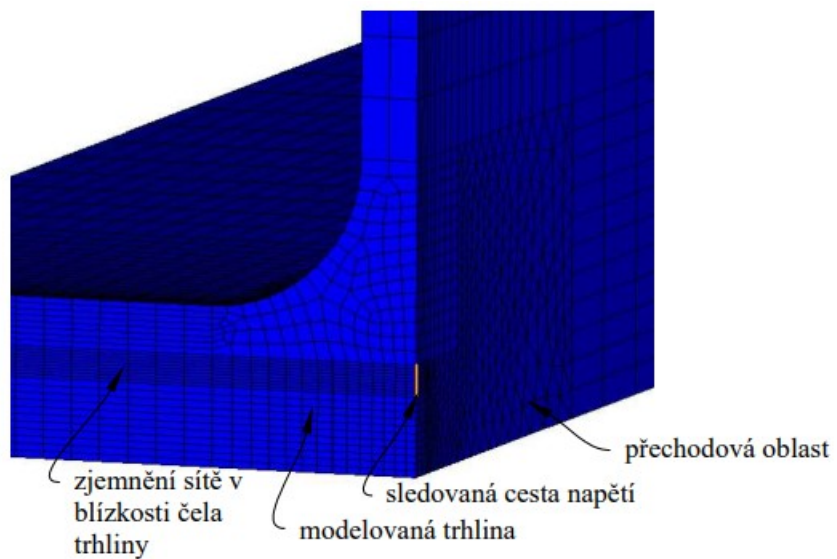 přechodová oblast
zjemnění sítě v
blízkosti čela
trhliny
sledovaná cesta napětí
modelovaná trhlina